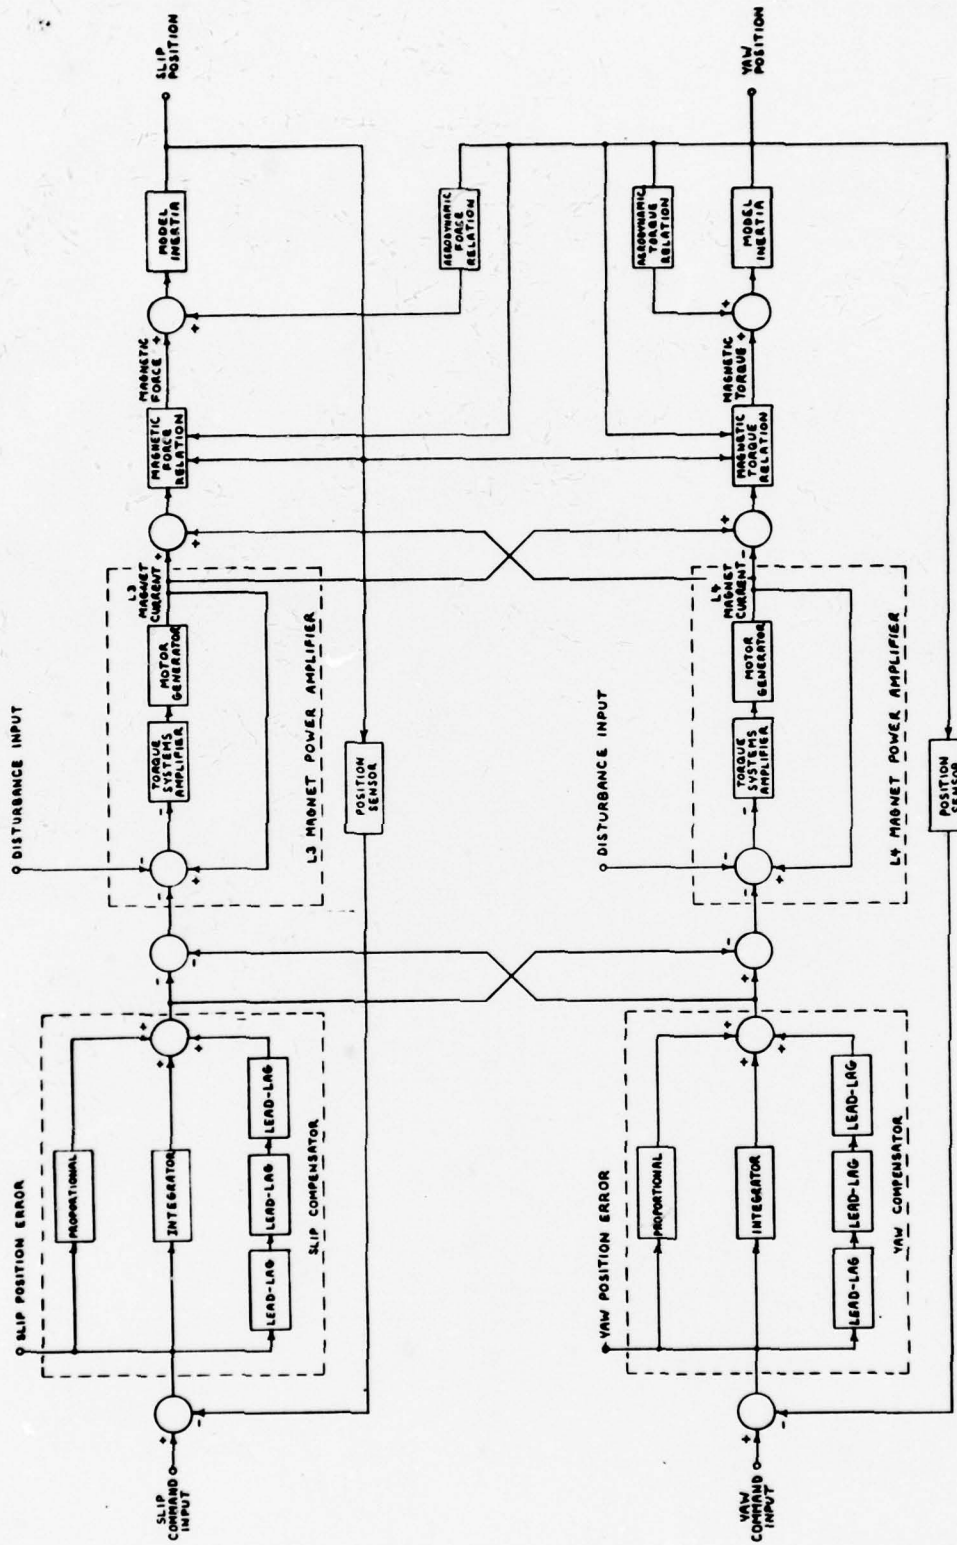 SLIP
COMMAND
INPUT
SLIP POSITION ERROR
PROPORTIONAL
INTEGRATOR
LEAD-LAG
LEAD-LAG
LEAD-LAG
SLIP COMPENSATOR
+
-
+
+
+
-
-
DISTURBANCE INPUT
-
-
+
-
TORQUE
SYSTEMS
AMPLIFIER
MOTOR
GENERATOR
L3
MAGNET
CURRENT
L3 MAGNET POWER AMPLIFIER
+
+
MAGNETIC
FORCE
RELATION
MAGNETIC
FORCE
+
+
MODEL
INERTIA
SLIP
POSITION
POSITION
SENSOR
AERODYNAMIC
FORCE
RELATION
AERODYNAMIC
TORQUE
RELATION
YAW
COMMAND
INPUT
YAW POSITION ERROR
PROPORTIONAL
INTEGRATOR
LEAD-LAG
LEAD-LAG
LEAD-LAG
YAW COMPENSATOR
+
-
+
+
+
+
-
DISTURBANCE INPUT
-
-
+
-
TORQUE
SYSTEMS
AMPLIFIER
MOTOR
GENERATOR
L4
MAGNET
CURRENT
L4 MAGNET POWER AMPLIFIER
-
+
MAGNETIC
TORQUE
RELATION
MAGNETIC
TORQUE
+
+
MODEL
INERTIA
YAW
POSITION
POSITION
SENSOR